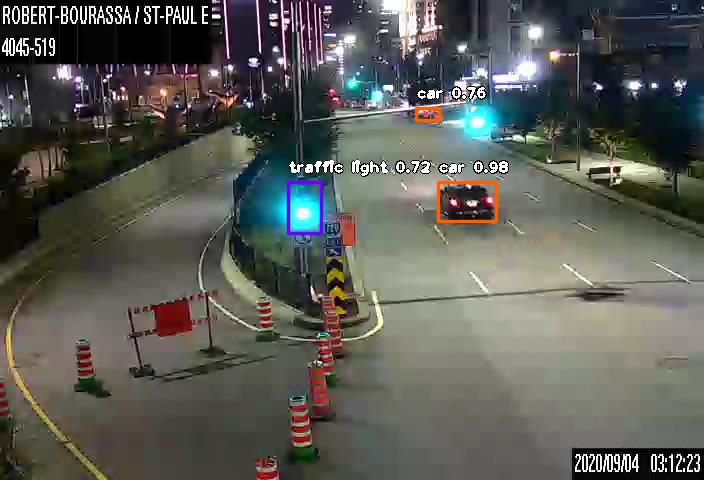 ROBERT-BOURASSA / ST-PAUL E
4045-519
car 0.76
traffic light 0.72 car 0.98
2020/09/04 03:12:23